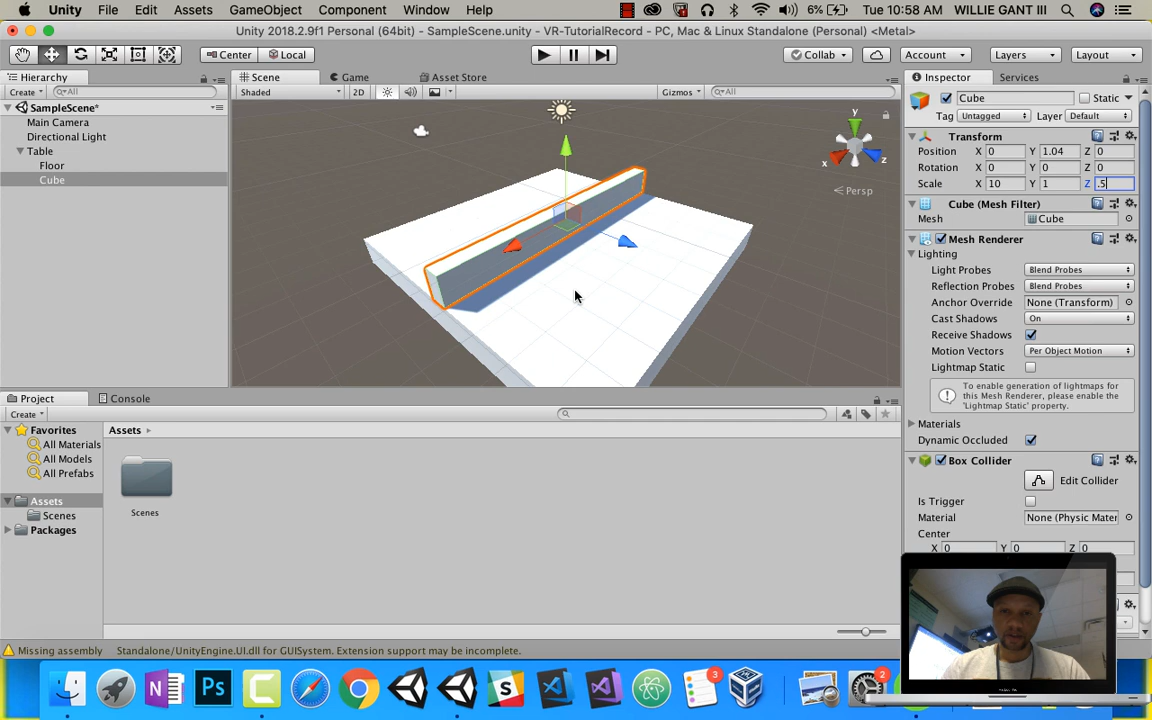 Unity File Edit Assets GameObject Component Window Help 6% Tue 10:58 AM WILLIE GANT III
Unity 2018.2.9f1 Personal (64bit) - SampleScene.unity - VR-TutorialRecord - PC, Mac & Linux Standalone (Personal) <Metal>
Center Local Collab Account Layers Layout
Hierarchy
Create All
SampleScene*
Main Camera
Directional Light
Table
Floor
Cube
Scene Game Asset Store
Shaded 2D Gizmos All
y
x
z
Persp
Inspector Services
Cube Static
Tag Untagged Layer Default
Transform
Position X 0 Y 1.04 Z 0
Rotation X 0 Y 0 Z 0
Scale X 10 Y 1 Z .5
Cube (Mesh Filter)
Mesh Cube
Mesh Renderer
Lighting
Light Probes Blend Probes
Reflection Probes Blend Probes
Anchor Override None (Transform)
Cast Shadows On
Receive Shadows
Motion Vectors Per Object Motion
Lightmap Static
To enable generation of lightmaps for
this Mesh Renderer, please enable the
'Lightmap Static' property.
Materials
Dynamic Occluded
Box Collider
Edit Collider
Is Trigger
Material None (Physic Mater
Center
X 0 Y 0 Z 0
Project Console
Create
Favorites
All Materials
All Models
All Prefabs
Assets
Scenes
Packages
Assets
Scenes
Missing assembly Standalone/UnityEngine.UI.dll for GUISystem. Extension support may be incomplete.
N Ps C S 3 2